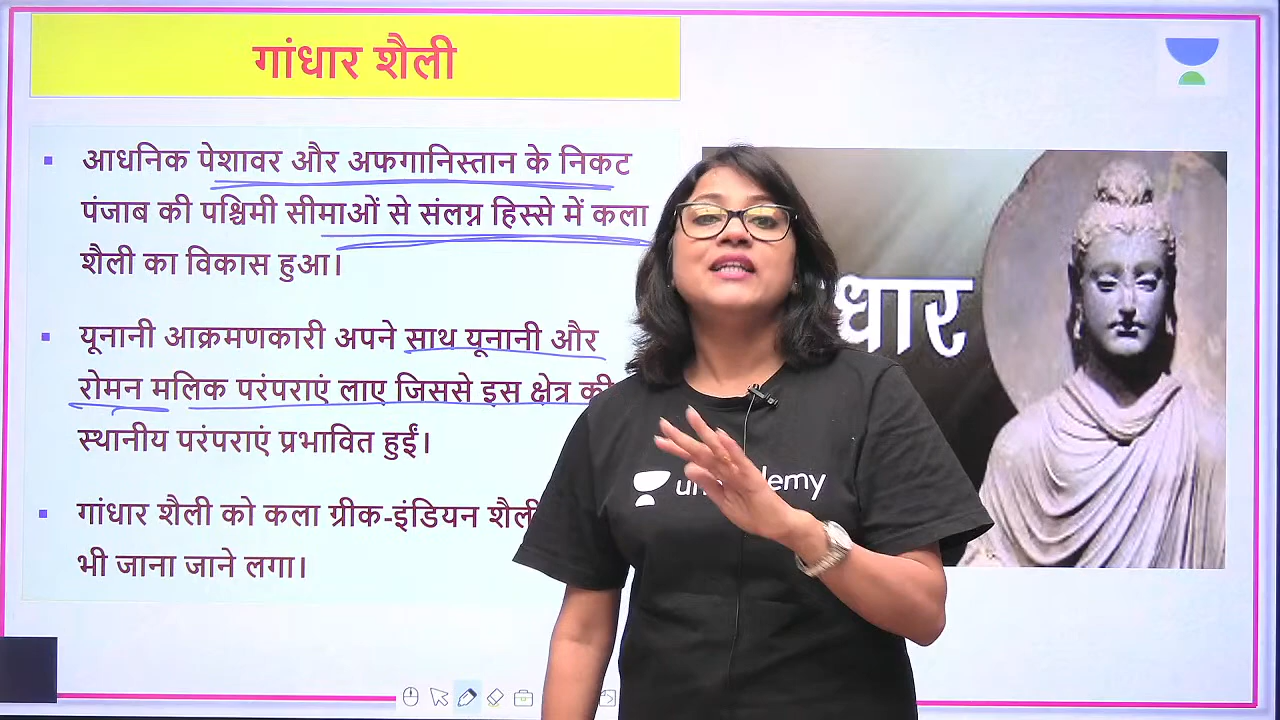 गांधार शैली
आधनिक पेशावर और अफगानिस्तान के निकट
पंजाब की पश्चिमी सीमाओं से संलग्न हिस्से में कला
शैली का विकास हुआ।
यूनानी आक्रमणकारी अपने साथ यूनानी और
रोमन मलिक परंपराएं लाए जिससे इस क्षेत्र की
स्थानीय परंपराएं प्रभावित हुईं।
गांधार शैली को कला ग्रीक-इंडियन शैली
भी जाना जाने लगा।
धार